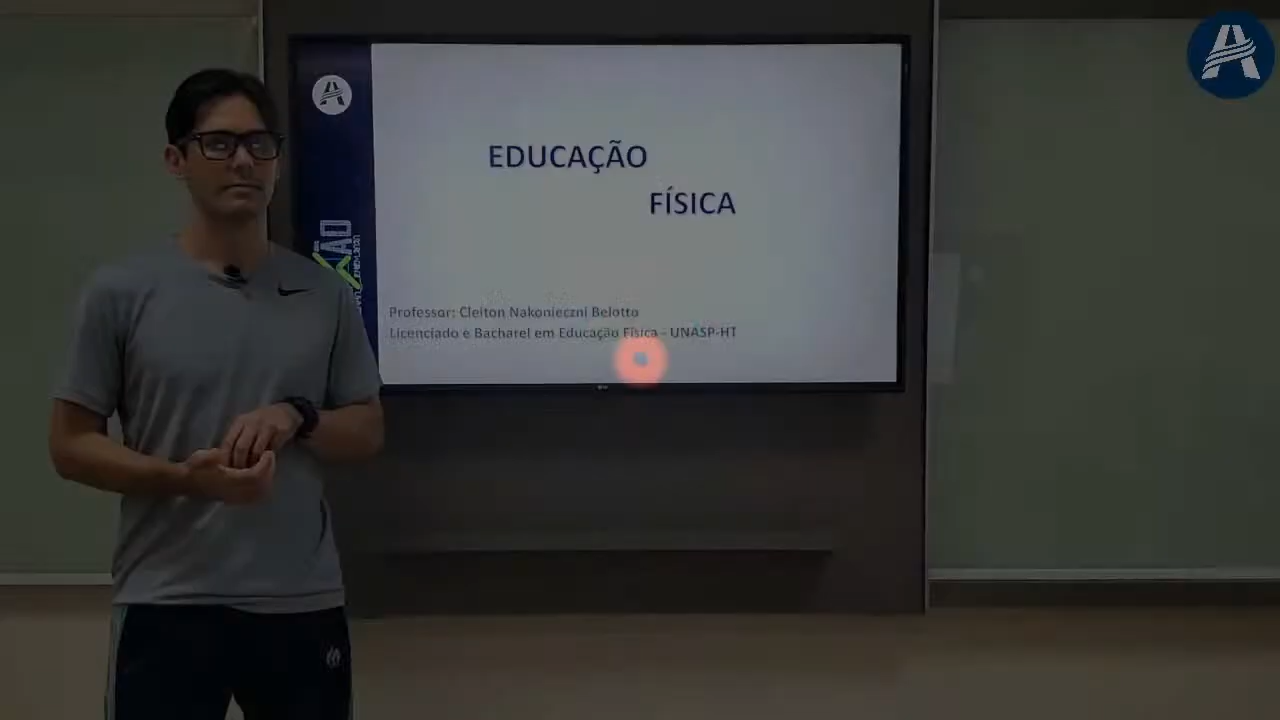 EDUCAÇÃO
FÍSICA
Professor: Cleiton Nakonieczni Belotto
Licenciado e Bacharel em Educação Física - UNASP-HT